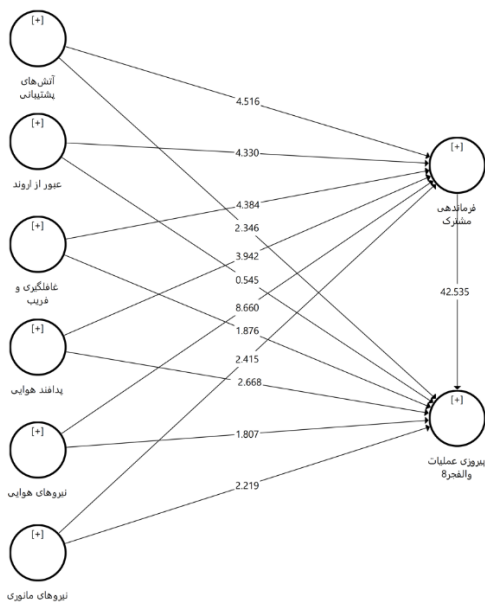 [+]
آتش‌های
پشتیبانی
[+]
عبور از اروند
[+]
غافلگیری و
فریب
[+]
پدافند هوایی
[+]
نیروهای هوایی
[+]
نیروهای مانوری
4.516
4.330
4.384
2.346
3.942
0.545
8.660
1.876
2.415
2.668
1.807
2.219
[+]
فرماندهی
مشترک
42.535
[+]
پیروزی عملیات
والفجر8